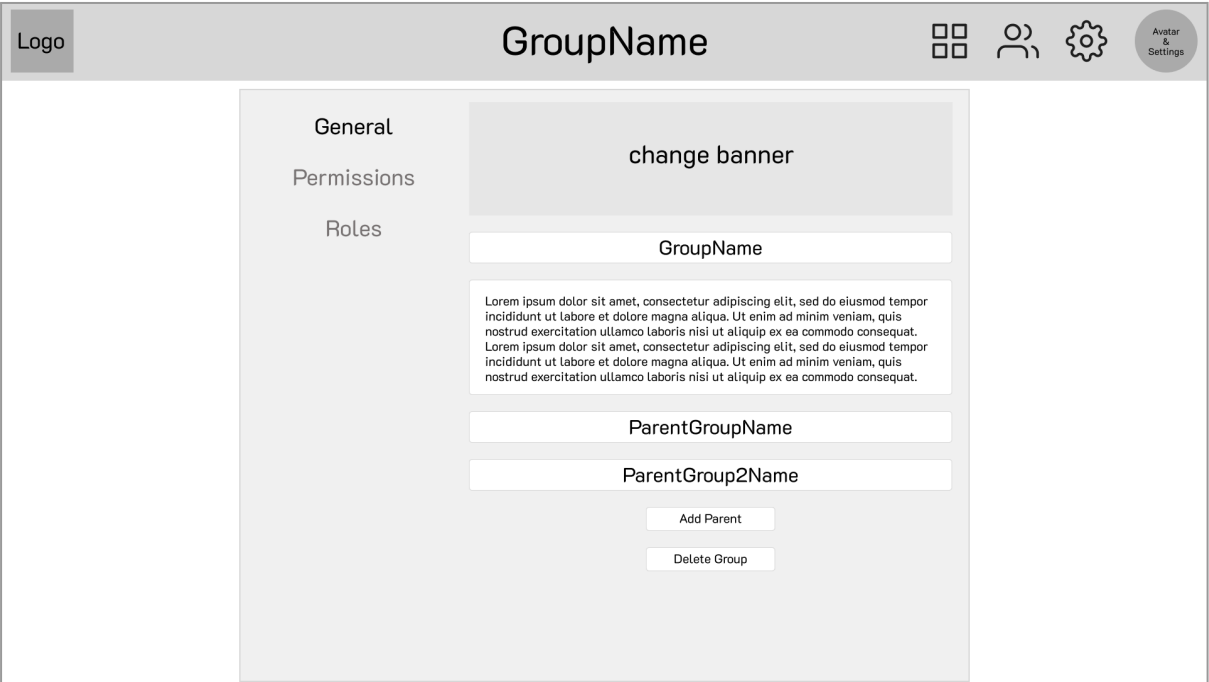 Logo
GroupName
Avatar
&
Settings
General
Permissions
Roles
change banner
GroupName
Lorem ipsum dolor sit amet, consectetur adipiscing elit, sed do eiusmod tempor
incididunt ut labore et dolore magna aliqua. Ut enim ad minim veniam, quis
nostrud exercitation ullamco laboris nisi ut aliquip ex ea commodo consequat.
Lorem ipsum dolor sit amet, consectetur adipiscing elit, sed do eiusmod tempor
incididunt ut labore et dolore magna aliqua. Ut enim ad minim veniam, quis
nostrud exercitation ullamco laboris nisi ut aliquip ex ea commodo consequat.
ParentGroupName
ParentGroup2Name
Add Parent
Delete Group